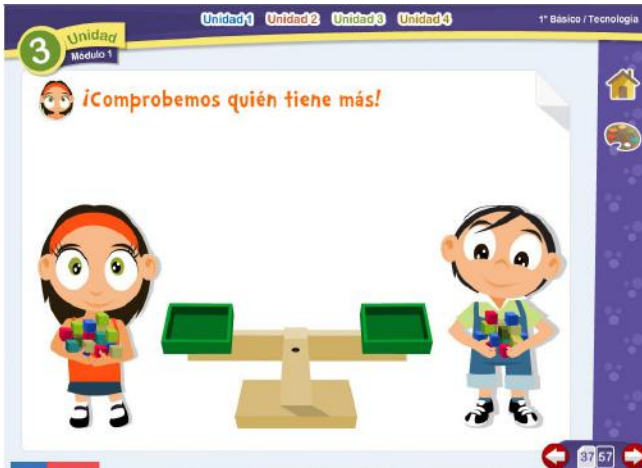 Unidad 1 Unidad 2 Unidad 3 Unidad 4
1° Básico / Tecnología
3 Unidad
Módulo 1
¡Comprobemos quién tiene más!
37 57